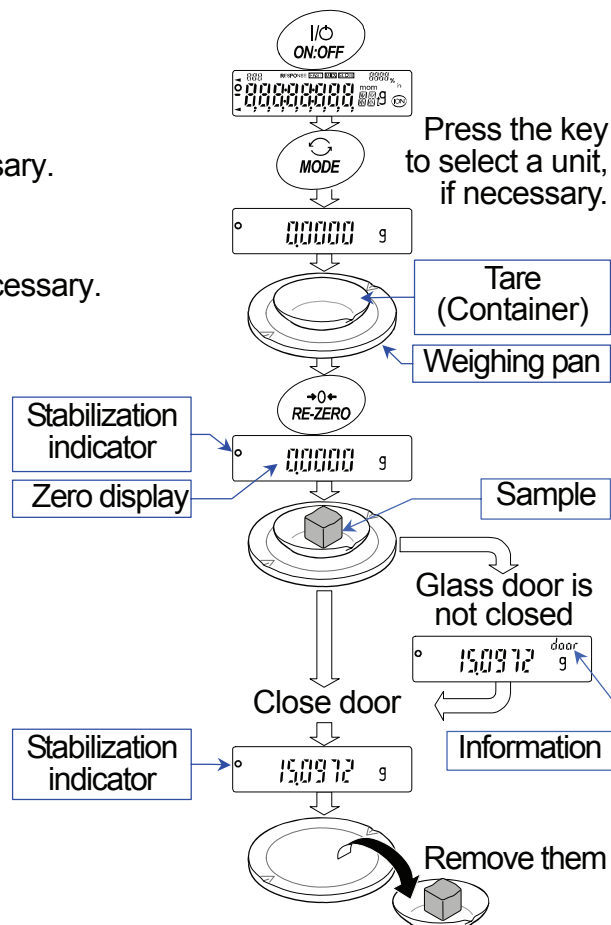 I/⏻
ON:OFF
MODE
Press the key
to select a unit,
if necessary.
sary.
0.0000 g
cessary.
Tare
(Container)
Weighing pan
→0←
RE-ZERO
Stabilization
indicator
0.0000 g
Zero display
Sample
Glass door is
not closed
door
15.0972 g
Close door
Information
Stabilization
indicator
15.0972 g
Remove them